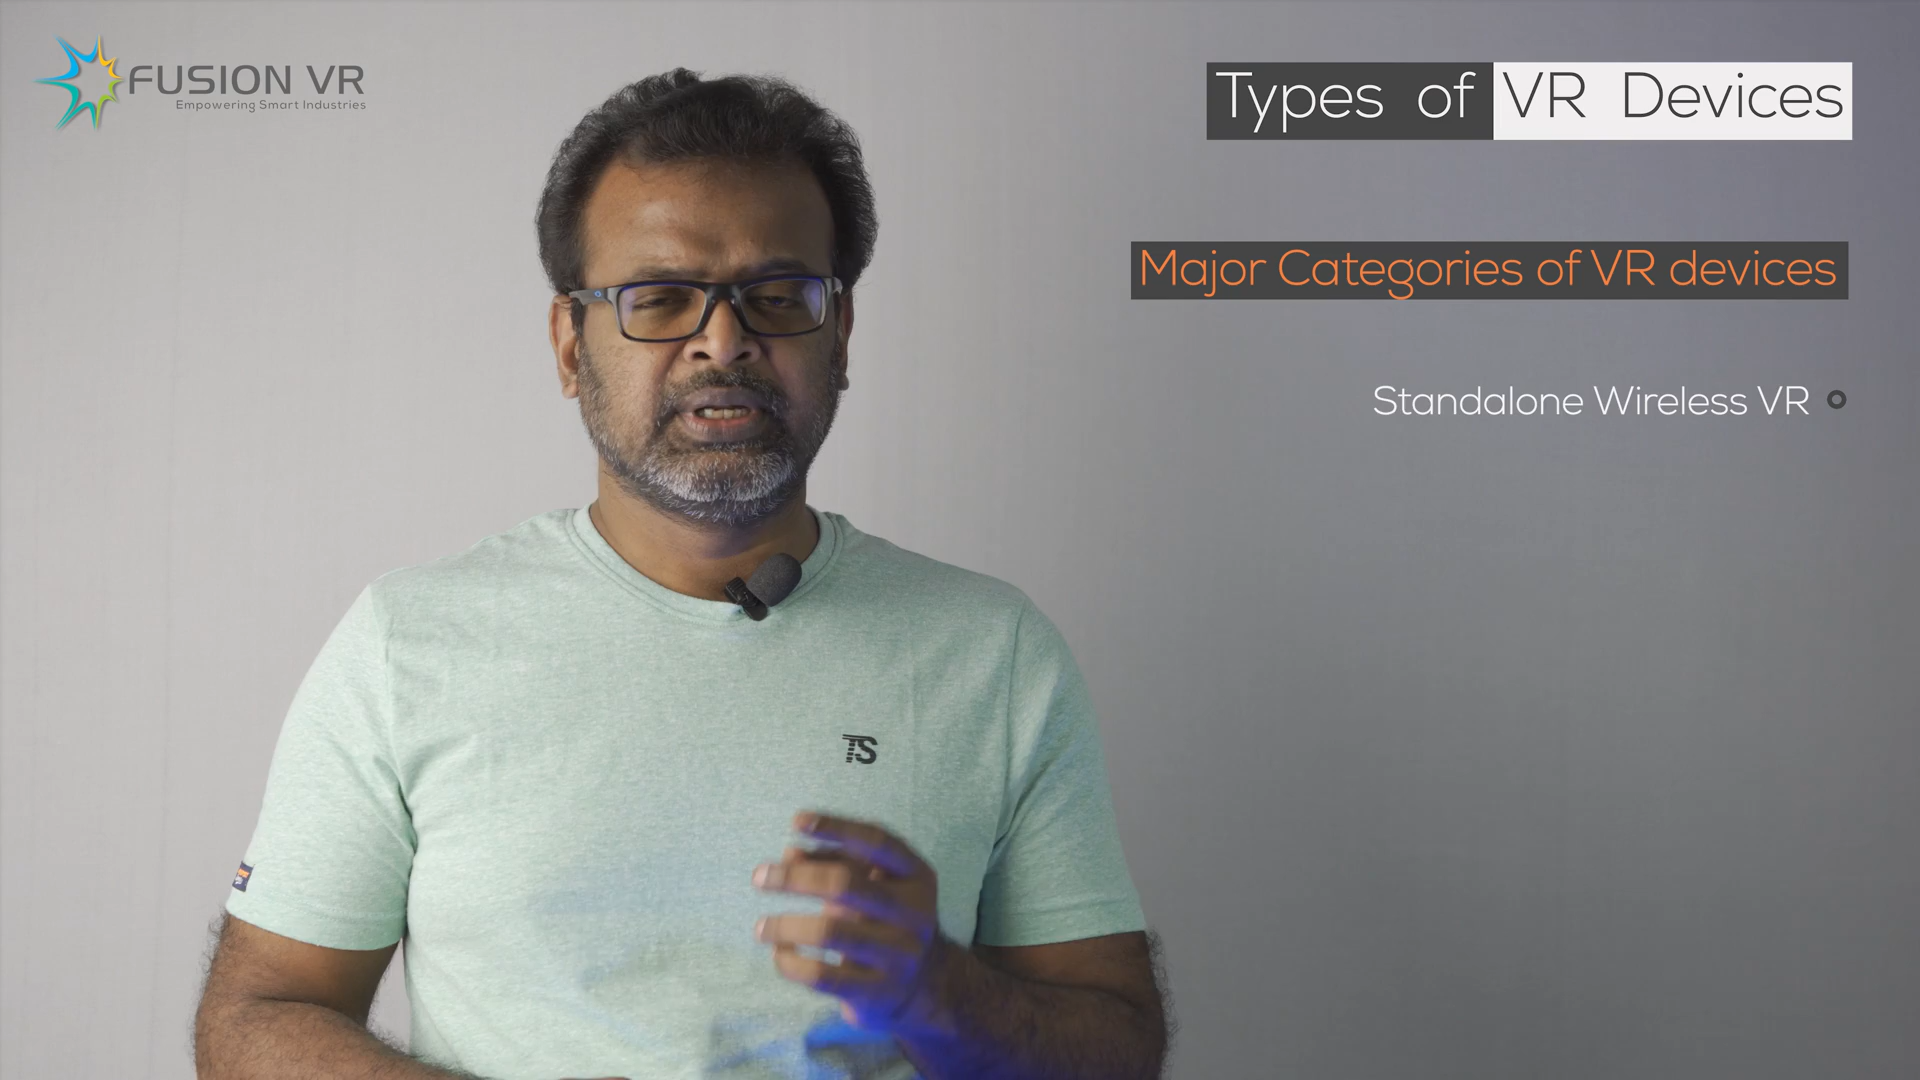 FUSION VR
Empowering Smart Industries
Types of VR Devices
Major Categories of VR devices
Standalone Wireless VR
TS